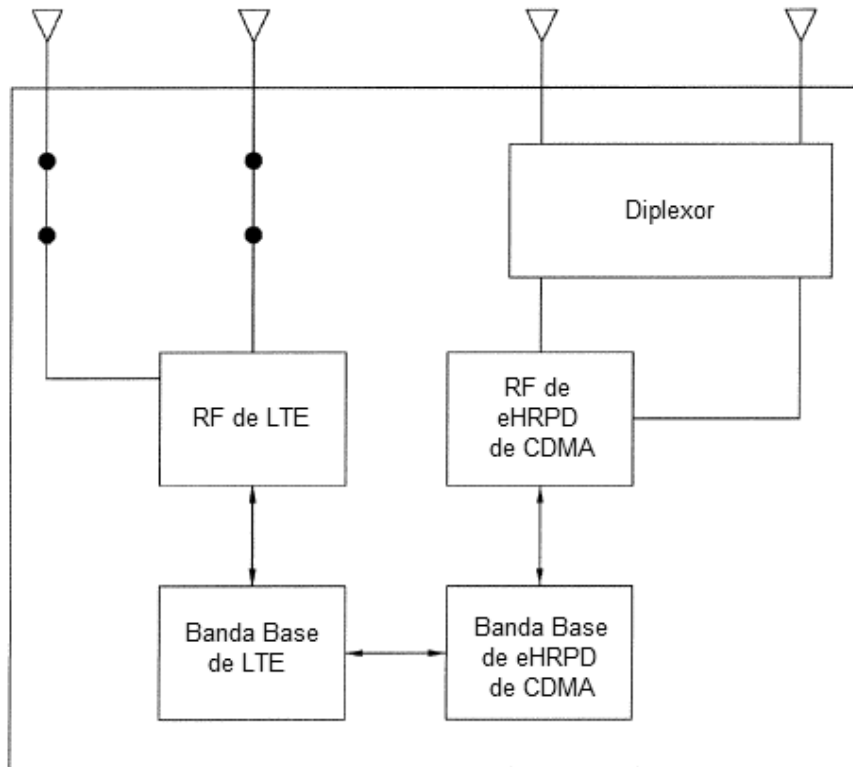 Diplexor
RF de LTE
RF de
eHRPD
de CDMA
Banda Base
de LTE
Banda Base
de eHRPD
de CDMA